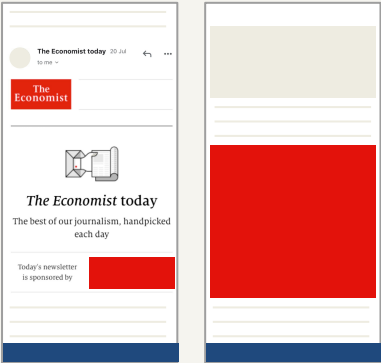 The Economist today 20 Jul
to me
The
Economist
The Economist today
The best of our journalism, handpicked
each day
Today's newsletter
is sponsored by